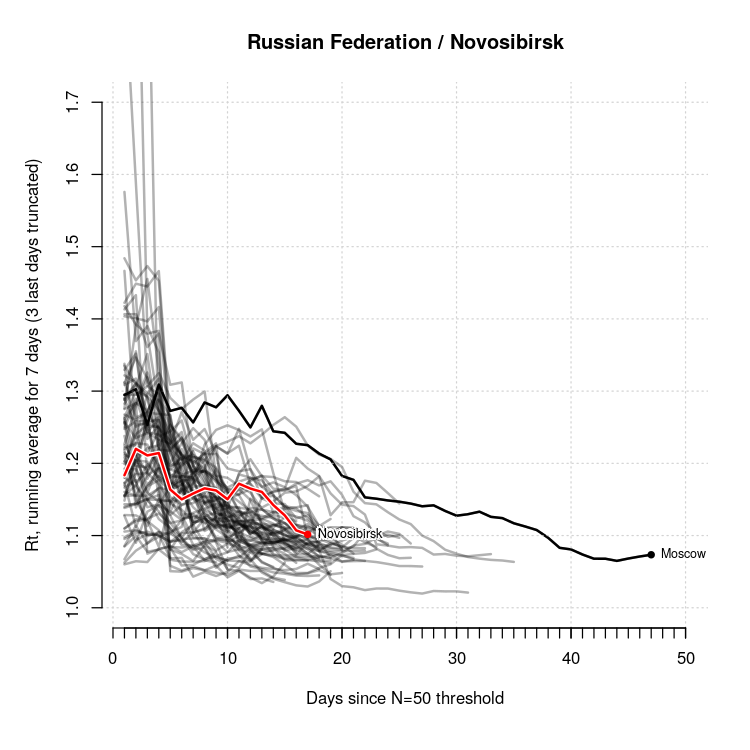 Russian Federation / Novosibirsk
Rt, running average for 7 days (3 last days truncated)
1.7
1.6
1.5
1.4
1.3
1.2
1.1
1.0
Novosibirsk
Moscow
0 10 20 30 40 50
Days since N=50 threshold